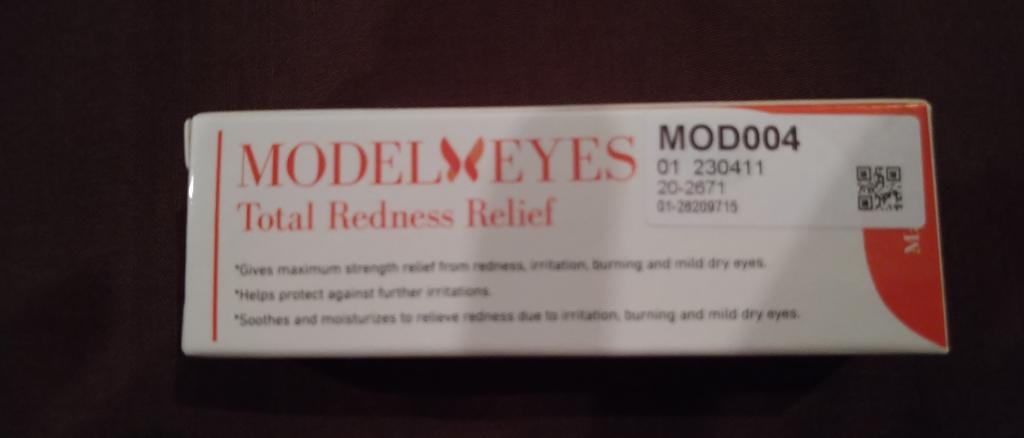 MODEL EYES
Total Redness Relief
*Gives maximum strength relief from redness, irritation, burning and mild dry eyes.
*Helps protect against further irritations.
*Soothes and moisturizes to relieve redness due to irritation, burning and mild dry eyes.
MOD004
01 230411
20-2671
01-26209715